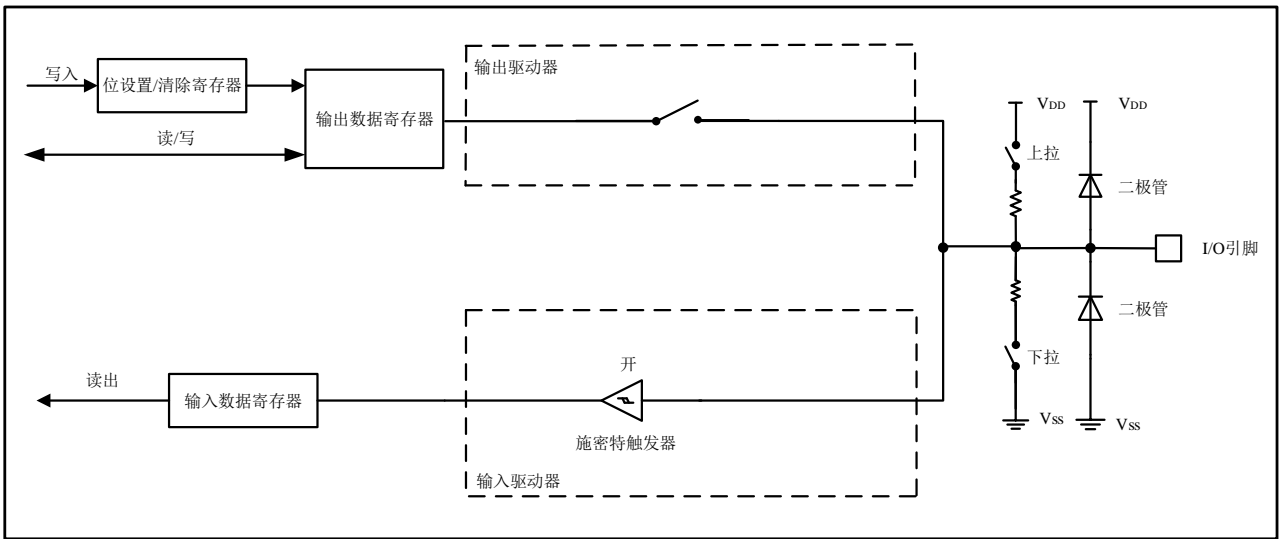 写入
位设置/清除寄存器
读/写
输出数据寄存器
输出驱动器
VDD
VDD
上拉
二极管
I/O引脚
二极管
下拉
VSS
VSS
读出
输入数据寄存器
开
施密特触发器
输入驱动器